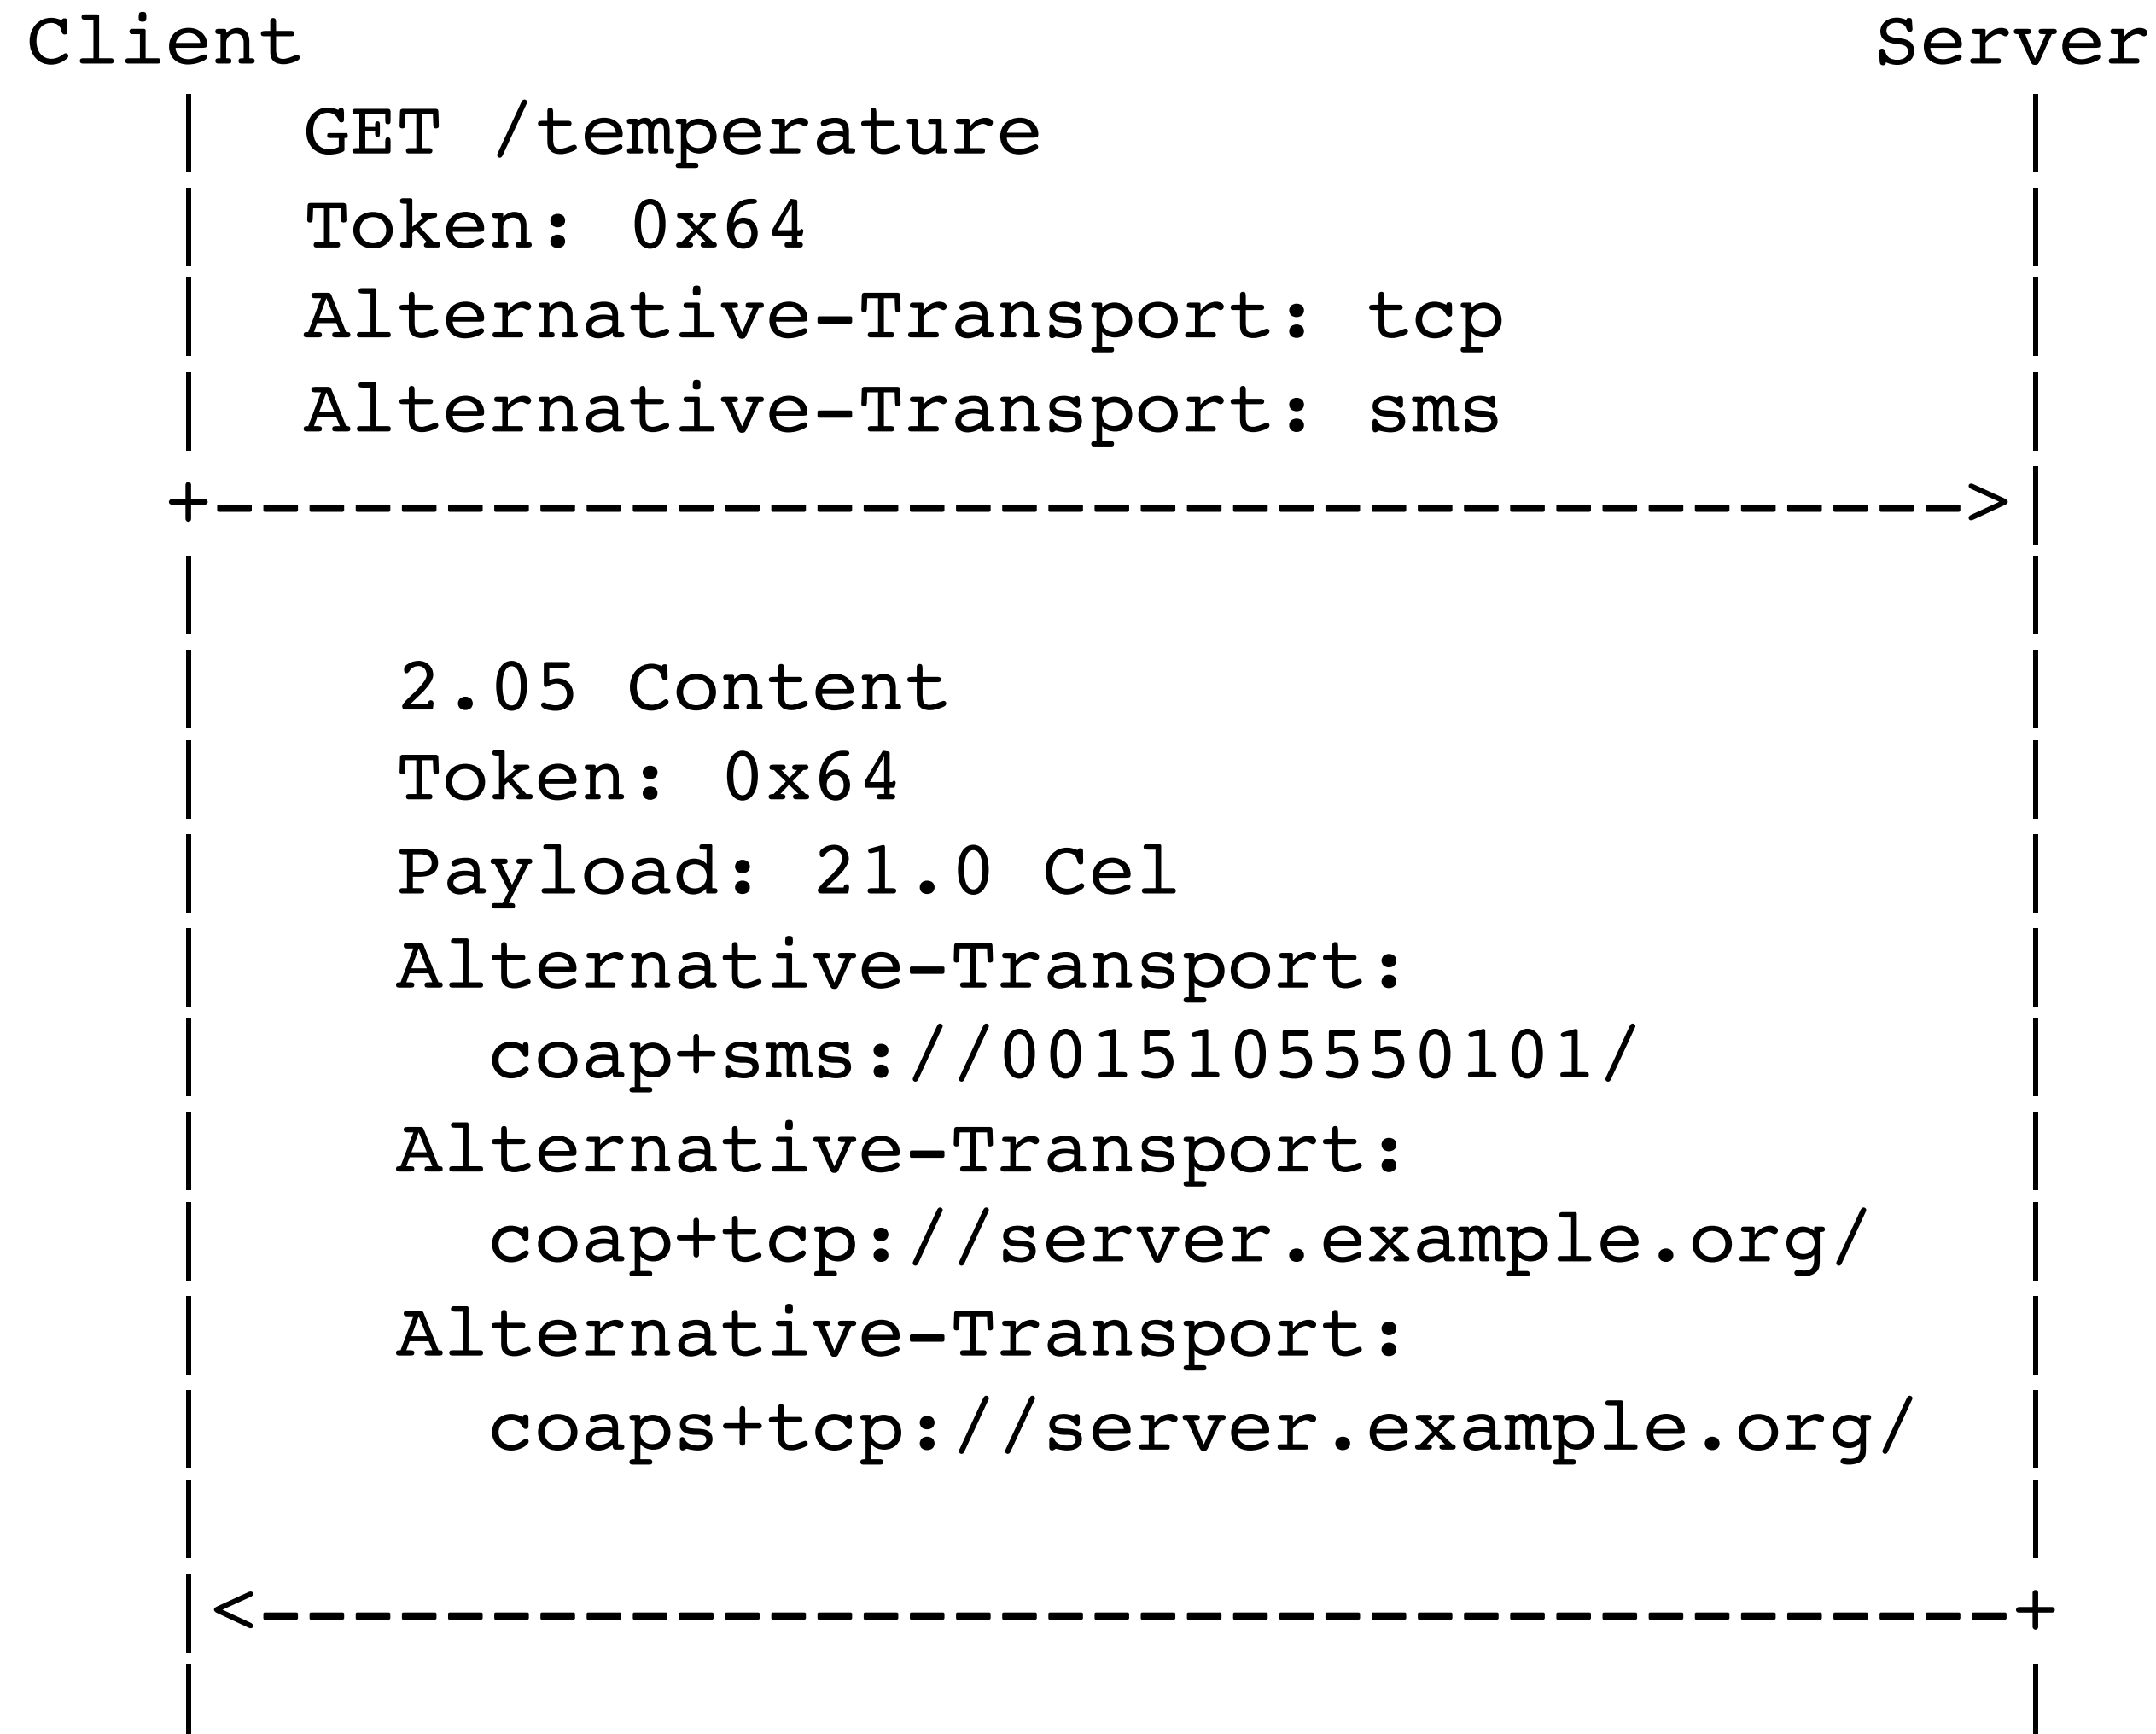 Client Server
GET /temperature
Token: 0x64
Alternative-Transport: tcp
Alternative-Transport: sms
2.05 Content
Token: 0x64
Payload: 21.0 Cel
Alternative-Transport:
coap+sms://0015105550101/
Alternative-Transport:
coap+tcp://server.example.org/
Alternative-Transport:
coaps+tcp://server.example.org/